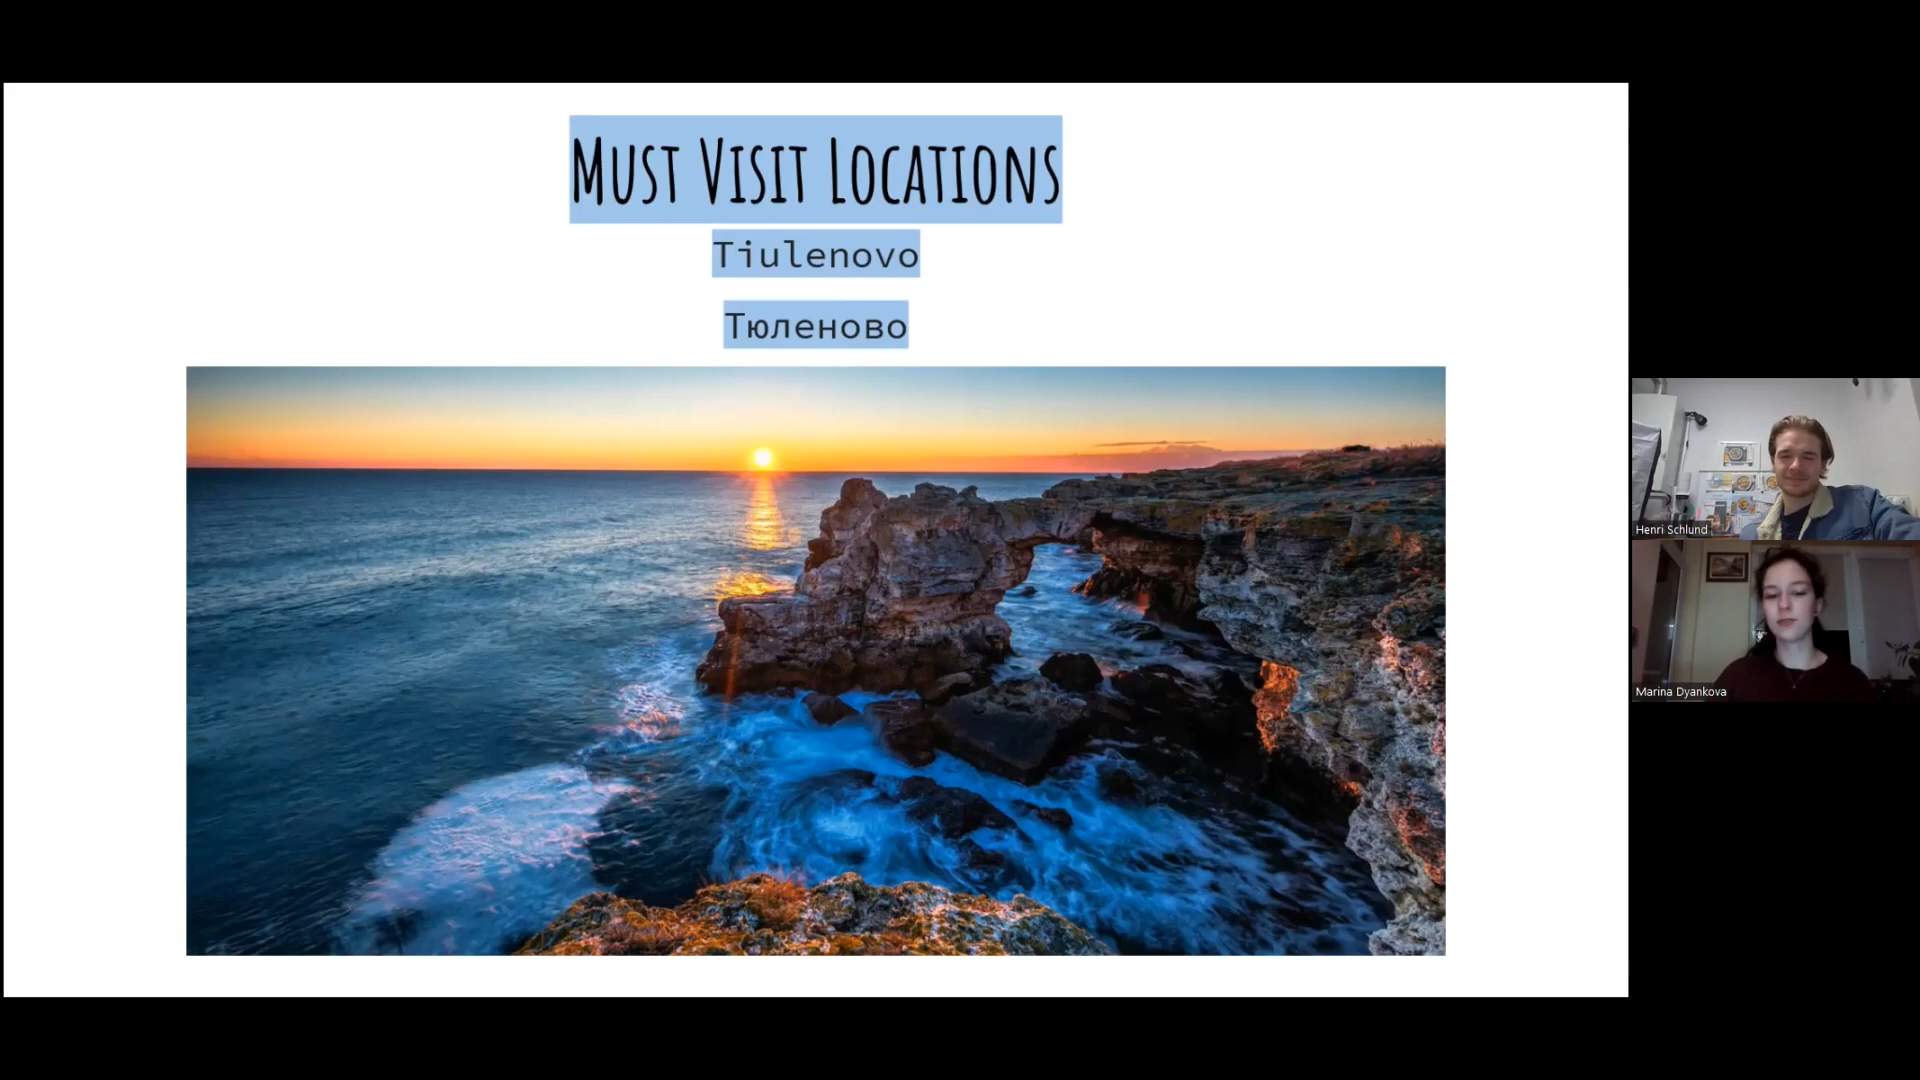 Must Visit Locations
Tiulenovo
Тюленово
Henri Schlund
Marina Dyankova